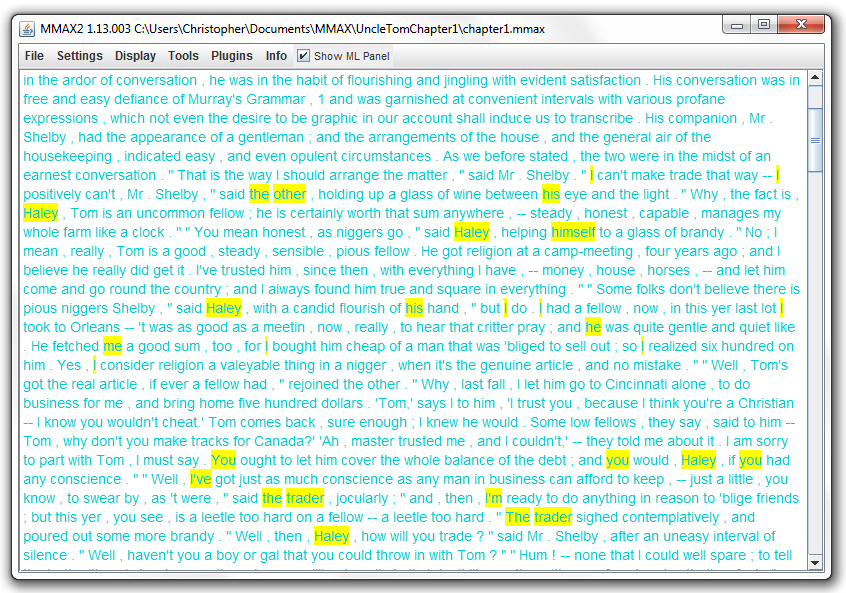 MMAX2 1.13.003 C:\Users\Christopher\Documents\MMAX\UncleTomChapter1\chapter1.mmax
File Settings Display Tools Plugins Info Show ML Panel
in the ardor of conversation , he was in the habit of flourishing and jingling with evident satisfaction . His conversation was in
free and easy defiance of Murray's Grammar , 1 and was garnished at convenient intervals with various profane
expressions , which not even the desire to be graphic in our account shall induce us to transcribe . His companion , Mr .
Shelby , had the appearance of a gentleman ; and the arrangements of the house , and the general air of the
housekeeping , indicated easy , and even opulent circumstances . As we before stated , the two were in the midst of an
earnest conversation . " That is the way I should arrange the matter , " said Mr . Shelby . " I can't make trade that way -- I
positively can't , Mr . Shelby , " said the other , holding up a glass of wine between his eye and the light . " Why , the fact is ,
Haley , Tom is an uncommon fellow ; he is certainly worth that sum anywhere , -- steady , honest , capable , manages my
whole farm like a clock . " " You mean honest , as niggers go , " said Haley , helping himself to a glass of brandy . " No ; I
mean , really , Tom is a good , steady , sensible , pious fellow . He got religion at a camp-meeting , four years ago ; and I
believe he really did get it . I've trusted him , since then , with everything I have , -- money , house , horses , -- and let him
come and go round the country ; and I always found him true and square in everything . " " Some folks don't believe there is
pious niggers Shelby , " said Haley , with a candid flourish of his hand , " but I do . I had a fellow , now , in this yer last lot I
took to Orleans -- 't was as good as a meetin , now , really , to hear that critter pray ; and he was quite gentle and quiet like
. He fetched me a good sum , too , for I bought him cheap of a man that was 'bliged to sell out ; so I realized six hundred on
him . Yes , I consider religion a valeyable thing in a nigger , when it's the genuine article , and no mistake . " " Well , Tom's
got the real article , if ever a fellow had , " rejoined the other . " Why , last fall , I let him go to Cincinnati alone , to do
business for me , and bring home five hundred dollars . 'Tom,' says I to him , 'I trust you , because I think you're a Christian
-- I know you wouldn't cheat.' Tom comes back , sure enough ; I knew he would . Some low fellows , they say , said to him --
Tom , why don't you make tracks for Canada?' 'Ah , master trusted me , and I couldn't,' -- they told me about it . I am sorry
to part with Tom , I must say . You ought to let him cover the whole balance of the debt ; and you would , Haley , if you had
any conscience . " " Well , I've got just as much conscience as any man in business can afford to keep , -- just a little , you
know , to swear by , as 't were , " said the trader , jocularly ; " and , then , I'm ready to do anything in reason to 'blige friends
; but this yer , you see , is a leetle too hard on a fellow -- a leetle too hard . " The trader sighed contemplatively , and
poured out some more brandy . " Well , then , Haley , how will you trade ? " said Mr . Shelby , after an uneasy interval of
silence . " Well , haven't you a boy or gal that you could throw in with Tom ? " " Hum ! -- none that I could well spare ; to tell